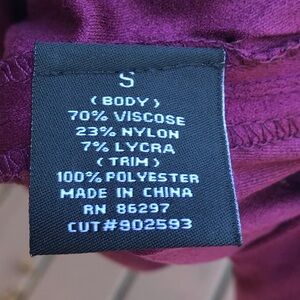 S
(BODY)
70% VISCOSE
23% NYLON
7% LYCRA
(TRIM)
100% POLYESTER
MADE IN CHINA
RN 86297
CUT#902593